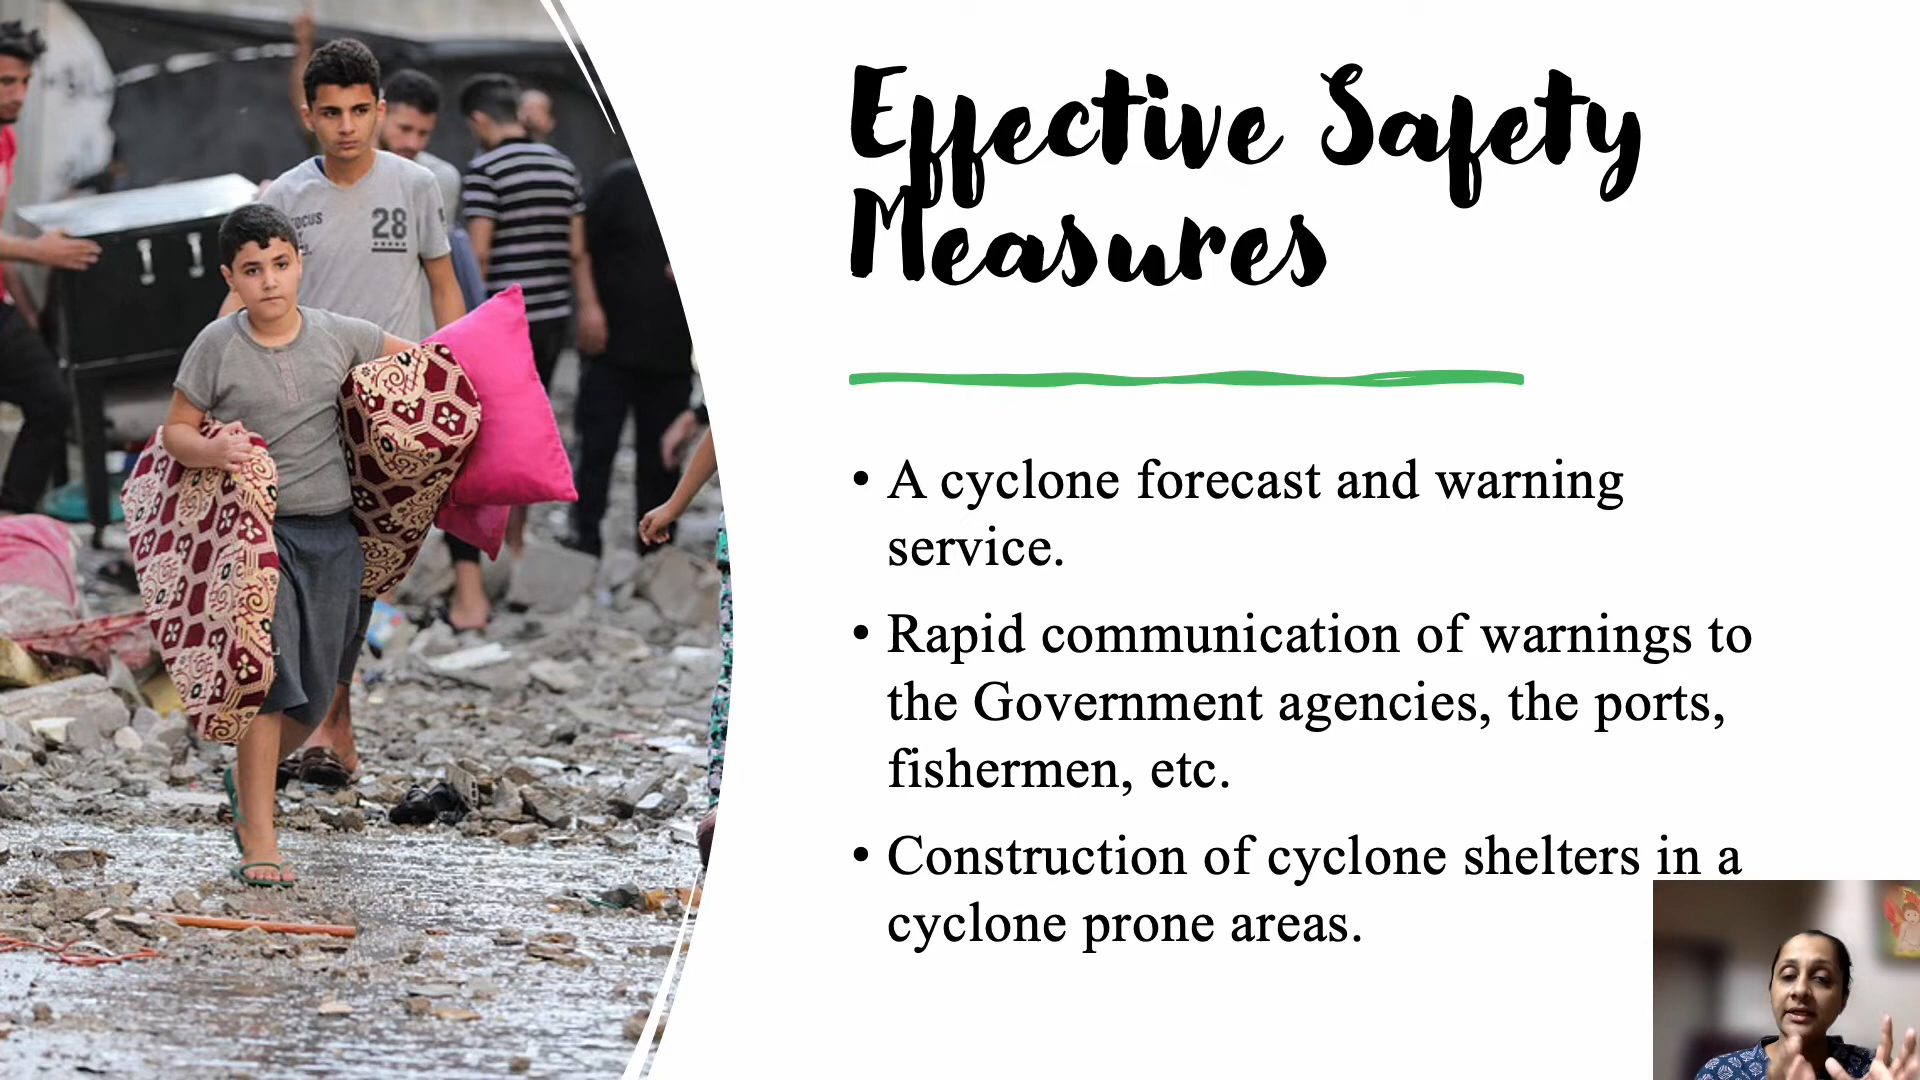 Effective Safety
Measures
• A cyclone forecast and warning
service.
• Rapid communication of warnings to
the Government agencies, the ports,
fishermen, etc.
• Construction of cyclone shelters in a
cyclone prone areas.
28